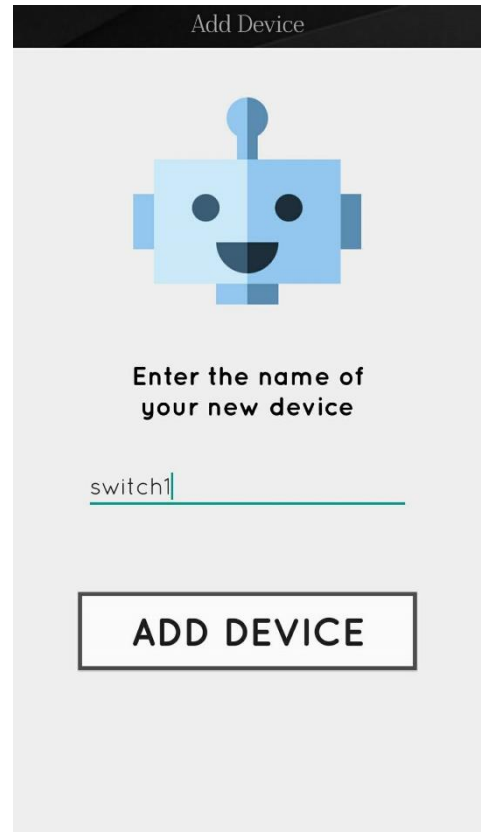 Add Device
Enter the name of
your new device
switch1
ADD DEVICE